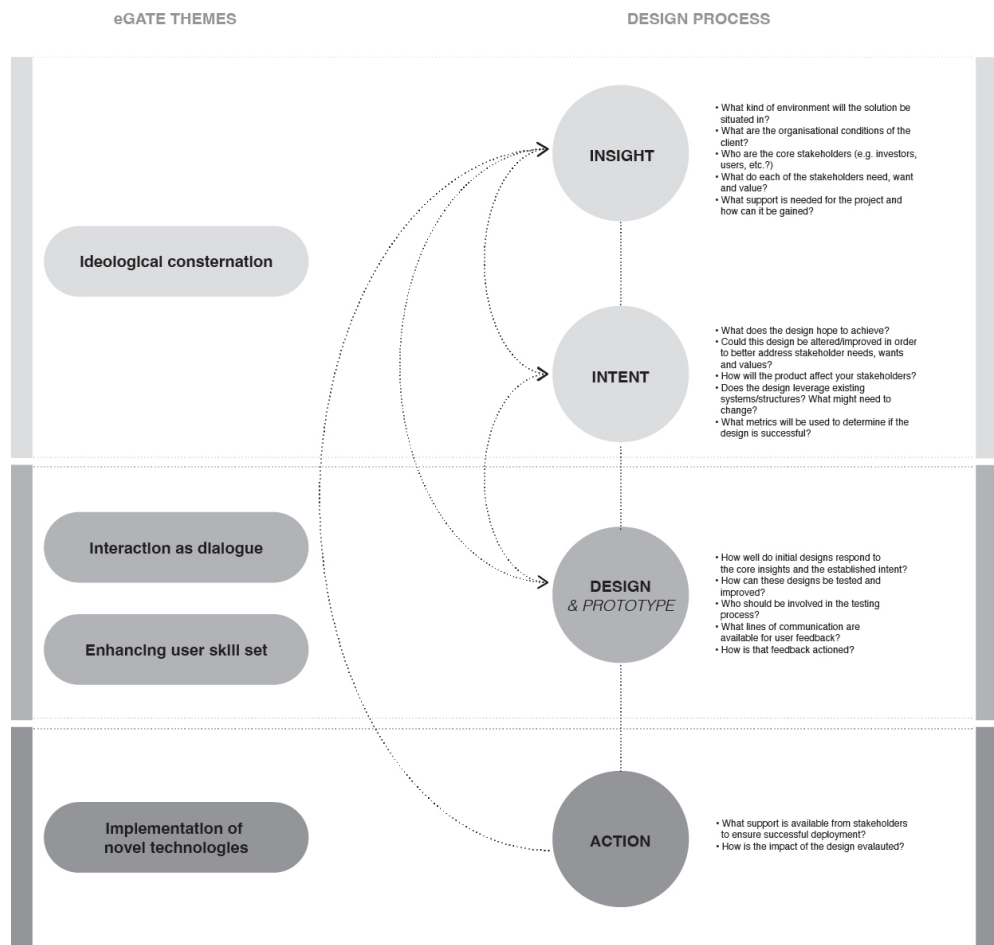 eGATE THEMES
DESIGN PROCESS
Ideological consternation
INSIGHT
• What kind of environment will the solution be
situated in?
• What are the organisational conditions of the
client?
• Who are the core stakeholders (e.g. investors,
users, etc.?)
• What do each of the stakeholders need, want
and value?
• What support is needed for the project and
how can it be gained?
INTENT
• What does the design hope to achieve?
• Could this design be altered/improved in order
to better address stakeholder needs, wants
and values?
• How will the product affect your stakeholders?
• Does the design leverage existing
systems/structures? What might need to
change?
• What metrics will be used to determine if the
design is successful?
Interaction as dialogue
Enhancing user skill set
DESIGN
& PROTOTYPE
• How well do initial designs respond to
the core insights and the established intent?
• How can these designs be tested and
improved?
• Who should be involved in the testing
process?
• What lines of communication are
available for user feedback?
• How is that feedback actioned?
Implementation of
novel technologies
ACTION
• What support is available from stakeholders
to ensure successful deployment?
• How is the impact of the design evalauted?